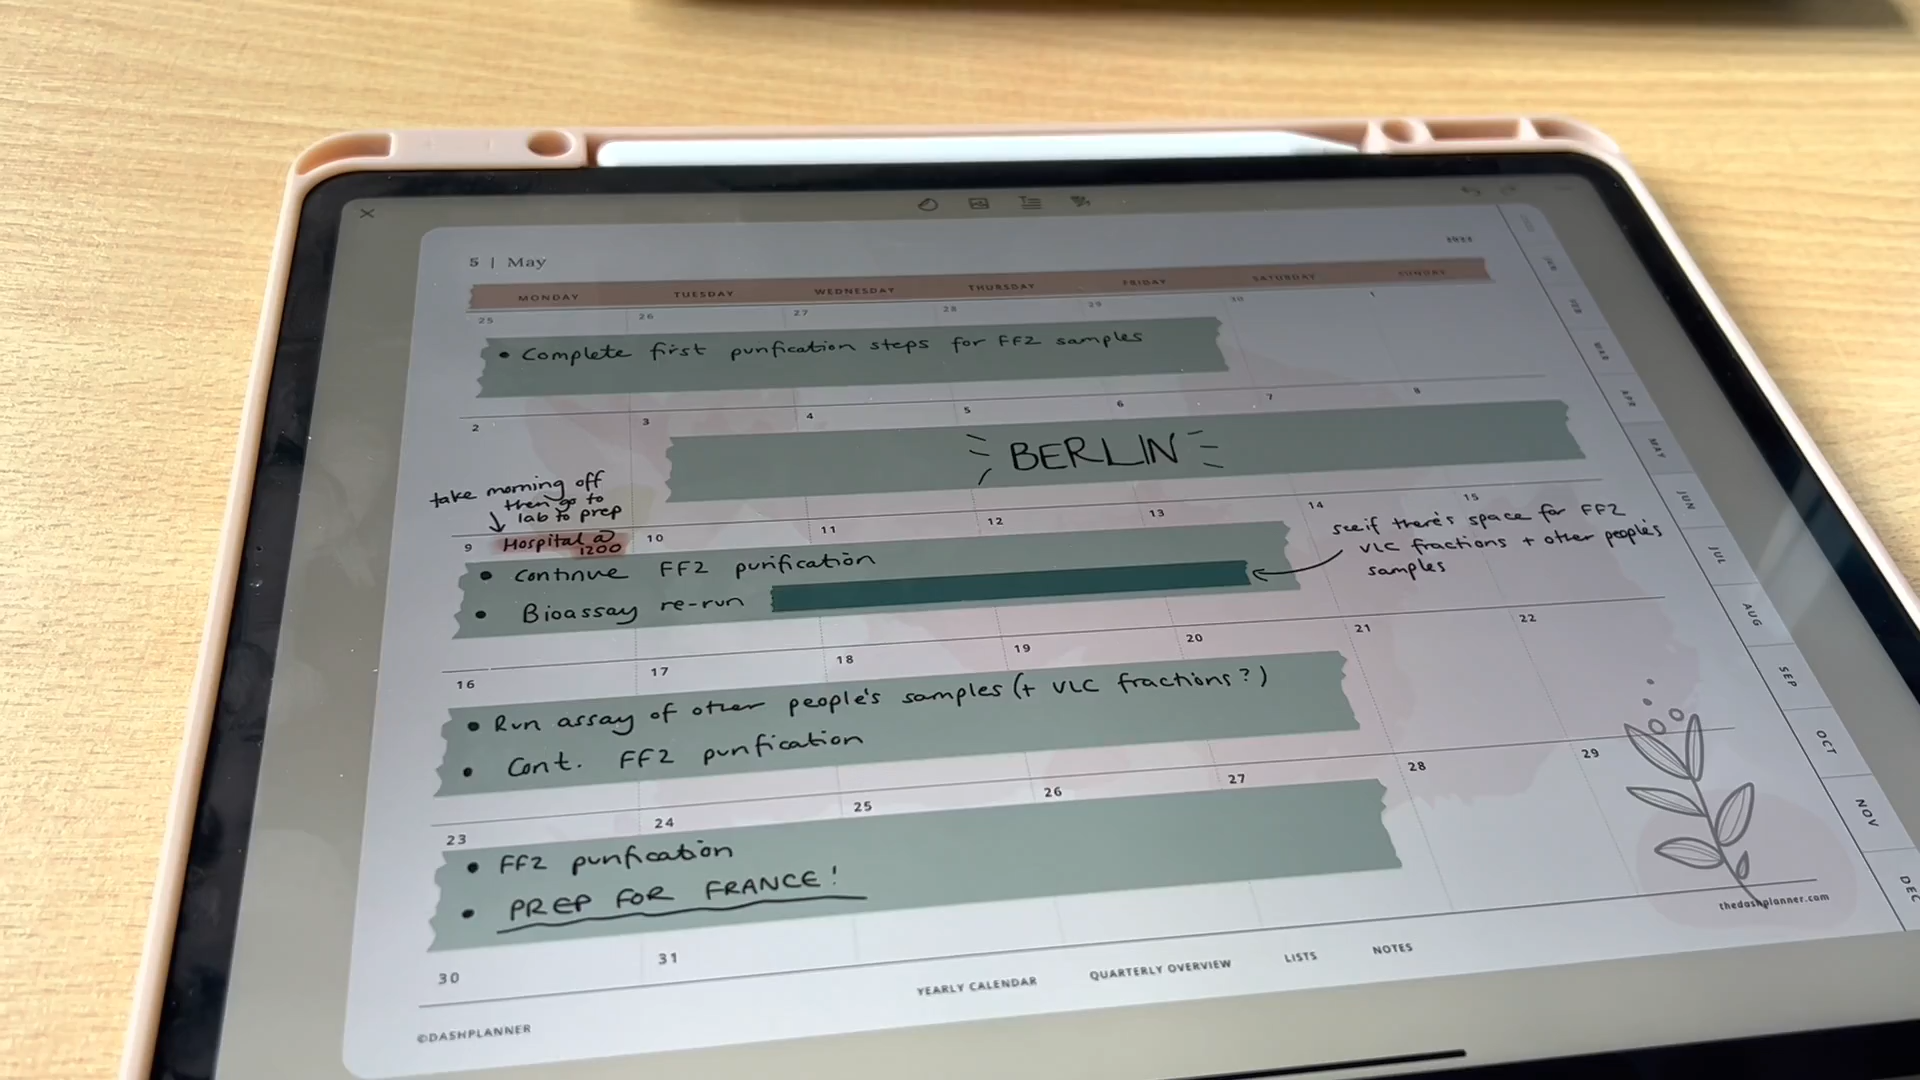 5 | May
MONDAY TUESDAY WEDNESDAY THURSDAY FRIDAY SATURDAY SUNDAY
25 26 27 28 29 30 1
• Complete first purification steps for FF2 samples
2 3 4 5 6 7 8
BERLIN
take morning off
then go to
lab to prep
9 10 11 12 13 14 15
Hospital @
1200
• Continue FF2 purification
• Bioassay re-run
see if there's space for FF2
VLC fractions + other people's
samples
16 17 18 19 20 21 22
• Run assay of other people's samples (+ VLC fractions?)
• Cont. FF2 purification
23 24 25 26 27 28 29
• FF2 purification
• PREP FOR FRANCE!
30 31
thedashplanner.com
YEARLY CALENDAR QUARTERLY OVERVIEW LISTS NOTES
©DASHPLANNER
JAN
FEB
MAR
APR
MAY
JUN
JUL
AUG
SEP
OCT
NOV
DEC